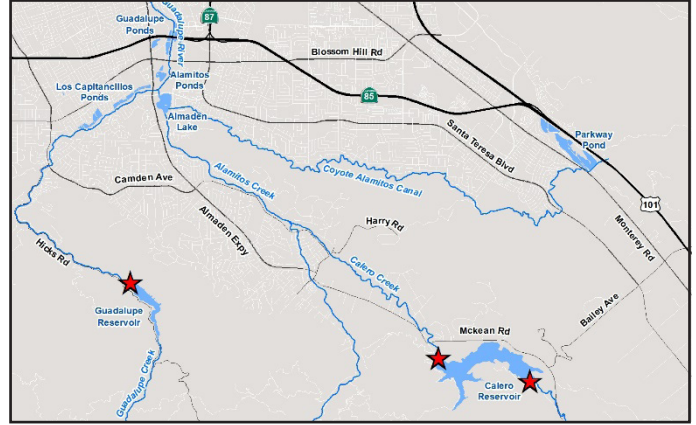 Guadalupe
Ponds
Guadalupe
River
87
Blossom Hill Rd
Los Capitancillos
Ponds
Alamitos
Ponds
85
Almaden
Lake
Parkway
Pond
Santa Teresa Blvd
Camden Ave
Alamitos Creek
Coyote Alamitos Canal
101
Almaden Expy
Harry Rd
Monterey Rd
Hicks Rd
Calero Creek
Bailey Ave
Guadalupe
Reservoir
Mckean Rd
Guadalupe Creek
Calero
Reservoir